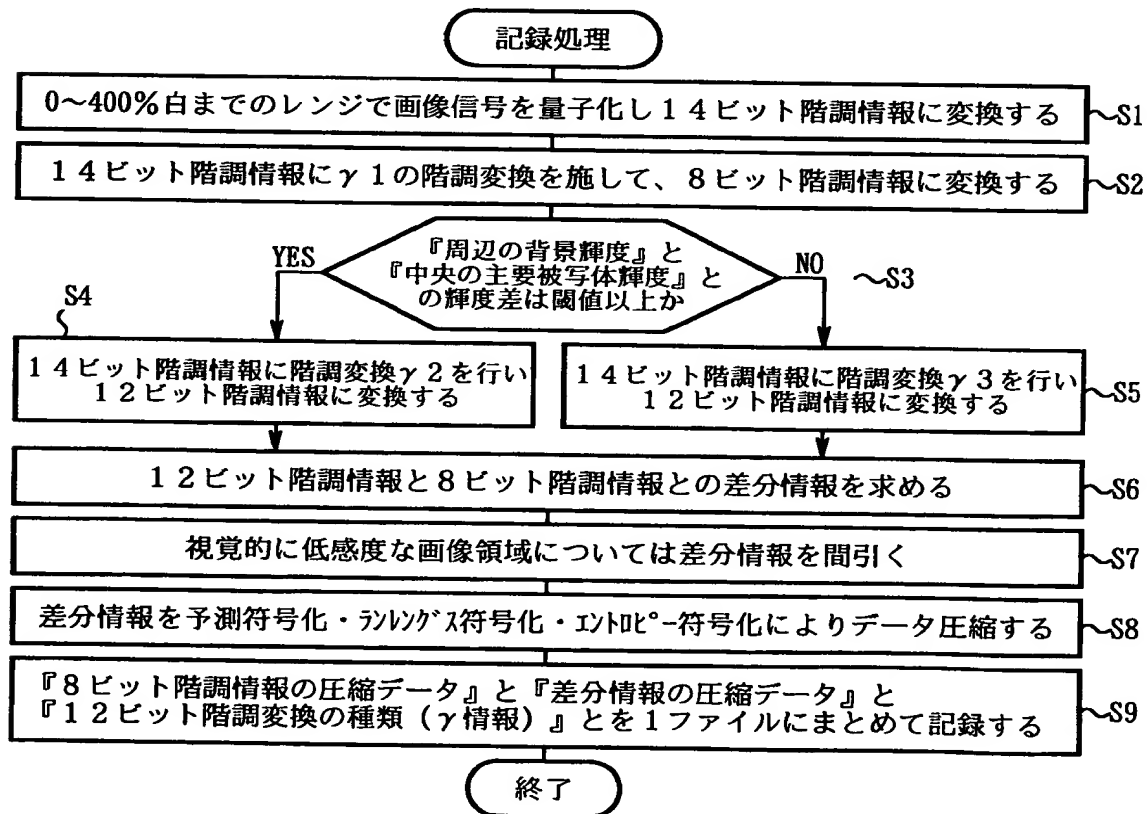 記録処理
0～400%白までのレンジで画像信号を量子化し14ビット階調情報に変換する
S1
14ビット階調情報にγ1の階調変換を施して、8ビット階調情報に変換する
S2
『周辺の背景輝度』と
『中央の主要被写体輝度』と
の輝度差は閾値以上か
YES
NO
S3
S4
14ビット階調情報に階調変換γ2を行い
12ビット階調情報に変換する
14ビット階調情報に階調変換γ3を行い
12ビット階調情報に変換する
S5
12ビット階調情報と8ビット階調情報との差分情報を求める
S6
視覚的に低感度な画像領域については差分情報を間引く
S7
差分情報を予測符号化・ﾗﾝﾚﾝｸﾞｽ符号化・ｴﾝﾄﾛﾋﾟｰ符号化によりデータ圧縮する
S8
『8ビット階調情報の圧縮データ』と『差分情報の圧縮データ』と
『12ビット階調変換の種類（γ情報）』とを1ファイルにまとめて記録する
S9
終了